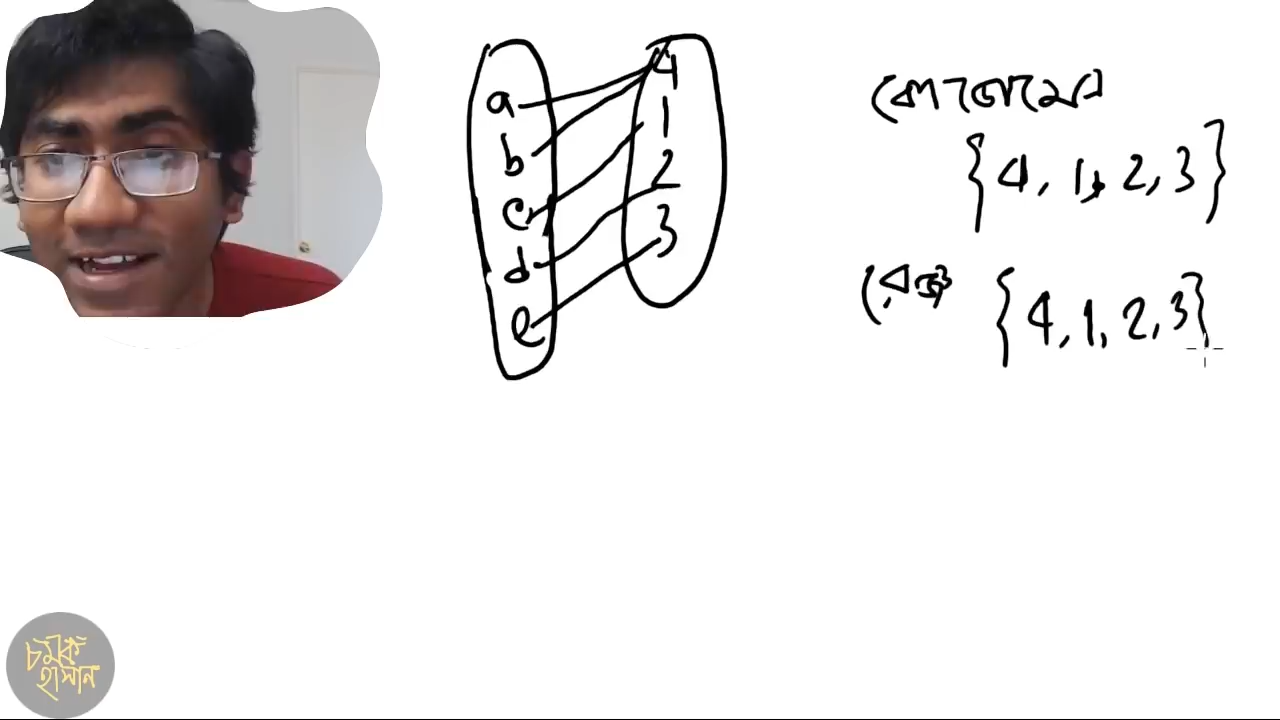 a
b
c
d
e
4
1
2
3
কোডোমেন
{4, 1, 2, 3}
রেঞ্জ
{4, 1, 2, 3}
চমক
হাসান